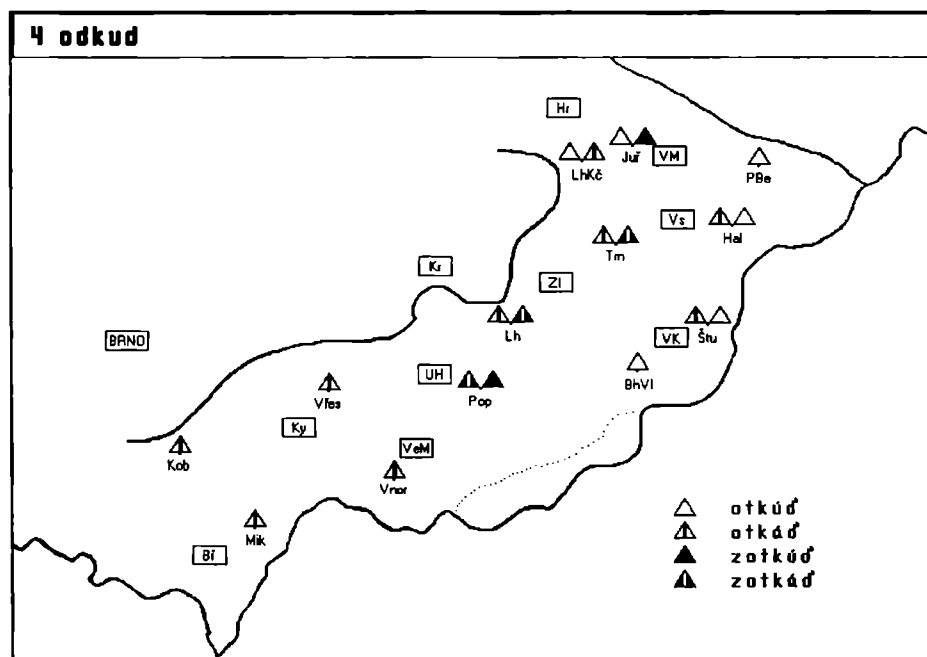 4 odkud
Hr
Juř
VM
LhKč
PBe
Vs
Hal
Trn
Kr
Zl
BRNO
Lh
VK
Štu
UH
BhVl
Vřes
Pop
Ky
VeM
Kob
Vnor
Mik
Bř
otkúď
otkáď
zotkúď
zotkáď